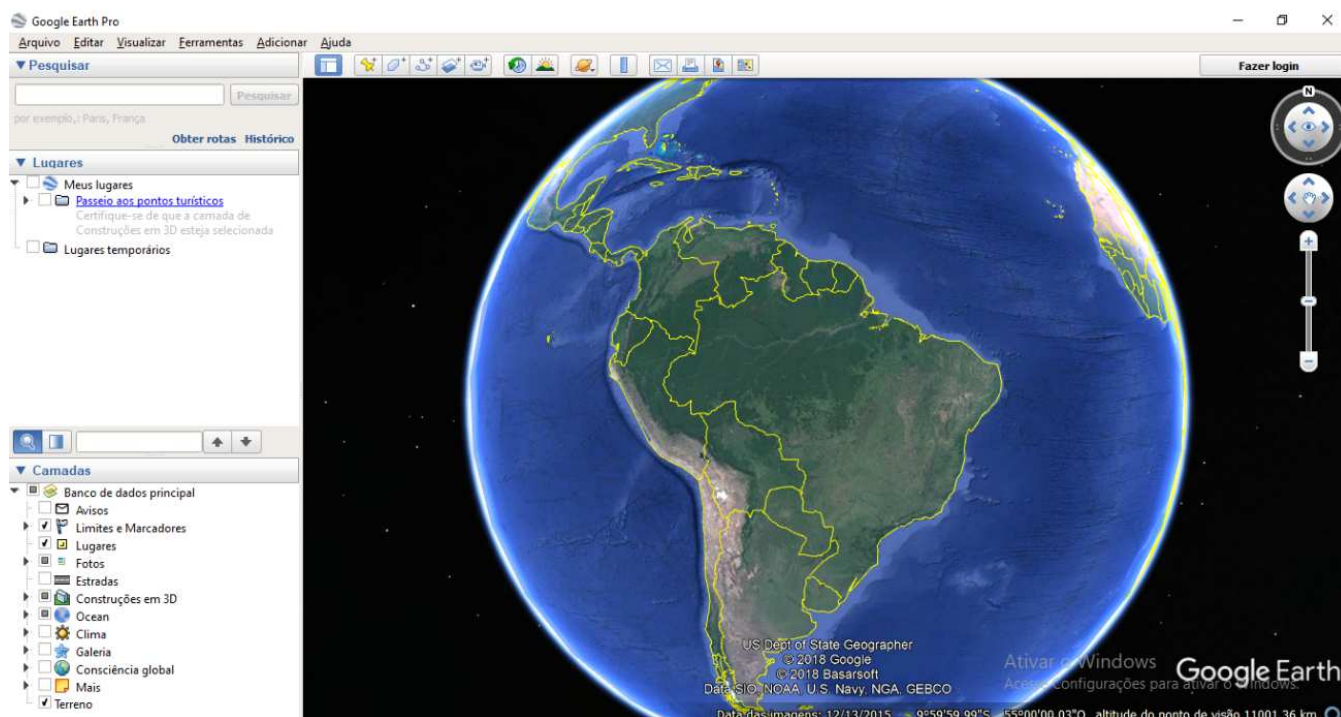 Google Earth Pro
Arquivo Editar Visualizar Ferramentas Adicionar Ajuda
Pesquisar
Pesquisar
por exemplo,: Paris, França
Obter rotas Histórico
Lugares
Meus lugares
Passeio aos pontos turísticos
Certifique-se de que a camada de
Construções em 3D esteja selecionada
Lugares temporários
Camadas
Banco de dados principal
Avisos
Limites e Marcadores
Lugares
Fotos
Estradas
Construções em 3D
Ocean
Clima
Galeria
Consciência global
Mais
Terreno
Fazer login
N
US Dept of State Geographer
© 2018 Google
© 2018 Basarsoft
Data SIO, NOAA, U.S. Navy, NGA, GEBCO
Ativar o Windows
Acesse Configurações para ativar o Windows.
Google Earth
Data das imagens: 12/13/2015 9°59'59.99"S 55°00'00.03"O altitude do ponto de visão 11001.36 km